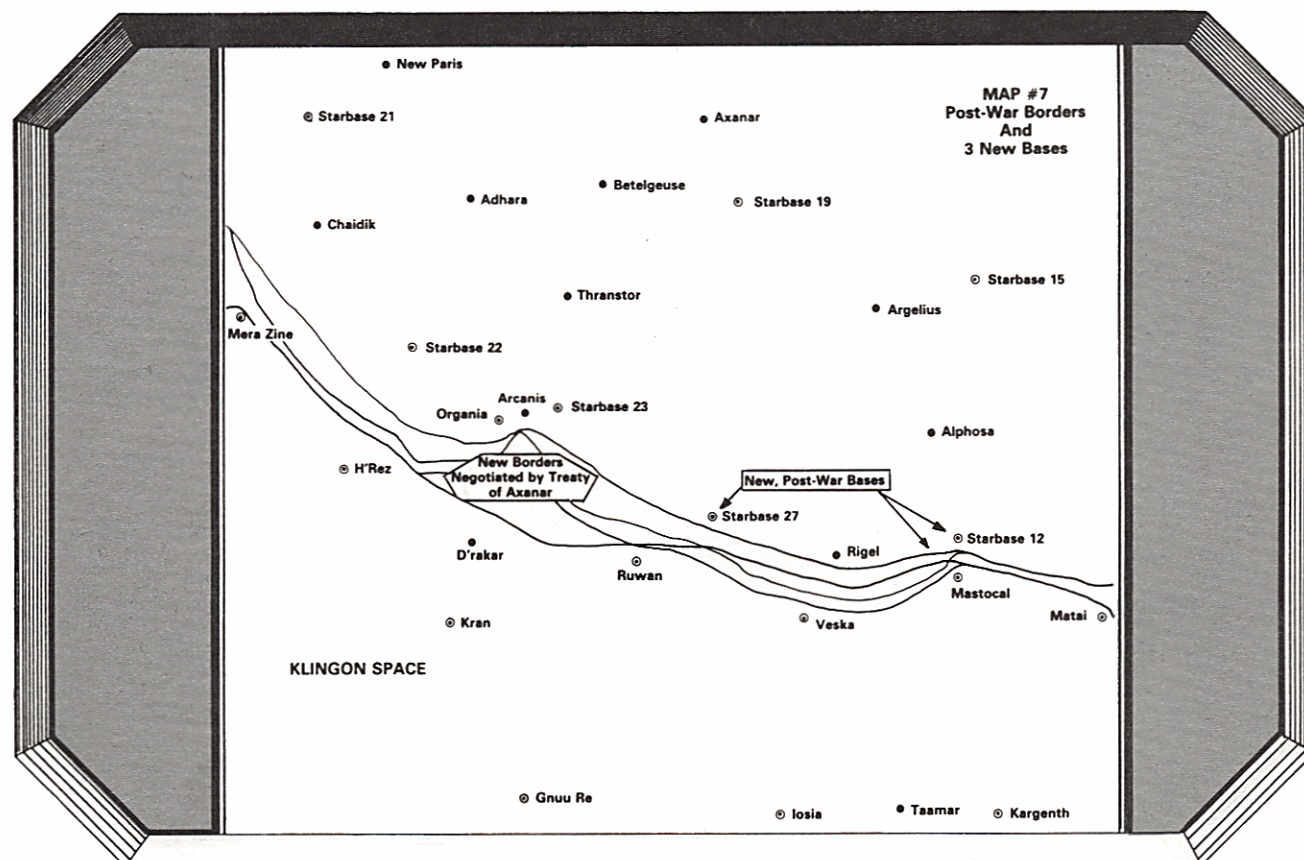 New Paris
MAP #7
Post-War Borders
And
3 New Bases
Starbase 21
Axanar
Betelgeuse
Adhara
Starbase 19
Chaidik
Starbase 15
Thranstor
Argelius
Mera Zine
Starbase 22
Arcanis
Starbase 23
Organia
Alphosa
H'Rez
New Borders
Negotiated by Treaty
of Axanar
New, Post-War Bases
Starbase 27
Starbase 12
D'rakar
Rigel
Ruwan
Mastocal
Kran
Veska
Matai
KLINGON SPACE
Gnuu Re
Iosia
Taamar
Kargenth